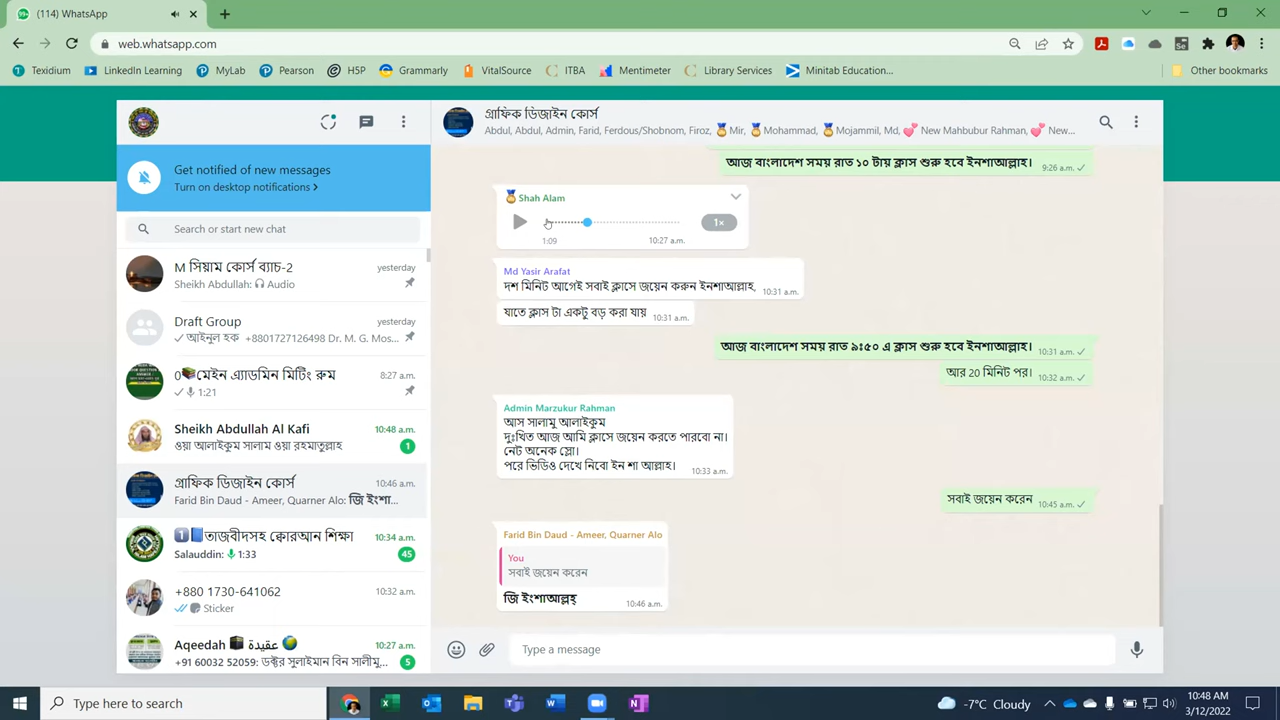 (114) WhatsApp
web.whatsapp.com
Texidium LinkedIn Learning MyLab Pearson H5P Grammarly VitalSource ITBA Mentimeter Library Services Minitab Education... Other bookmarks
Get notified of new messages
Turn on desktop notifications >
Search or start new chat
M সিয়াম কোর্স ব্যাচ-2 yesterday
Sheikh Abdullah: Audio
Draft Group yesterday
আইনুল হক +8801727126498 Dr. M. G. Mos...
0📚মেইন এ্যাডমিন মিটিং রুম 8:27 a.m.
1:21
Sheikh Abdullah Al Kafi 10:48 a.m.
ওয়া আলাইকুম সালাম ওয়া রহমাতুল্লাহ 1
গ্রাফিক ডিজাইন কোর্স 10:46 a.m.
Farid Bin Daud - Ameer, Quarner Alo: জি ইংশা...
1️⃣📘তাজবীদসহ ক্বোরআন শিক্ষা 10:34 a.m.
Salauddin: 1:33 45
+880 1730-641062 10:32 a.m.
Sticker
Aqeedah 🕋 عقيدة 🌍 10:27 a.m.
+91 60032 52059: ডক্টর সুলাইমান বিন সালীমু... 5
গ্রাফিক ডিজাইন কোর্স
Abdul, Abdul, Admin, Farid, Ferdous/Shobnom, Firoz, 🏅Mir, 🏅Mohammad, 🏅Mojammil, Md, 💞 New Mahbubur Rahman, 💞 New...
আজ বাংলাদেশ সময় রাত ১০ টায় ক্লাস শুরু হবে ইনশাআল্লাহ। 9:26 a.m.
🏅Shah Alam
1×
1:09 10:27 a.m.
Md Yasir Arafat
দশ মিনিট আগেই সবাই ক্লাসে জয়েন করুন ইনশাআল্লাহ, 10:31 a.m.
যাতে ক্লাস টা একটু বড় করা যায় 10:31 a.m.
আজ বাংলাদেশ সময় রাত ৯ঃ৫০ এ ক্লাস শুরু হবে ইনশাআল্লাহ। 10:31 a.m.
আর 20 মিনিট পর। 10:32 a.m.
Admin Marzukur Rahman
আস সালামু আলাইকুম
দুঃখিত আজ আমি ক্লাসে জয়েন করতে পারবো না।
নেট অনেক স্লো।
পরে ভিডিও দেখে নিবো ইন শা আল্লাহ। 10:33 a.m.
সবাই জয়েন করেন 10:45 a.m.
Farid Bin Daud - Ameer, Quarner Alo
You
সবাই জয়েন করেন
জি ইংশাআল্লহ্ 10:46 a.m.
Type a message
Type here to search
-7°C Cloudy
10:48 AM
3/12/2022